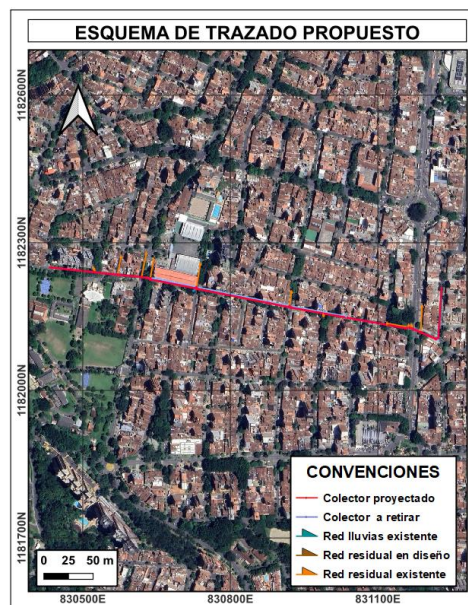 ESQUEMA DE TRAZADO PROPUESTO
1182600N
1182300N
1182000N
1181700N
CONVENCIONES
Colector proyectado
Colector a retirar
Red lluvias existente
Red residual en diseño
Red residual existente
0 25 50 m
830500E 830800E 831100E